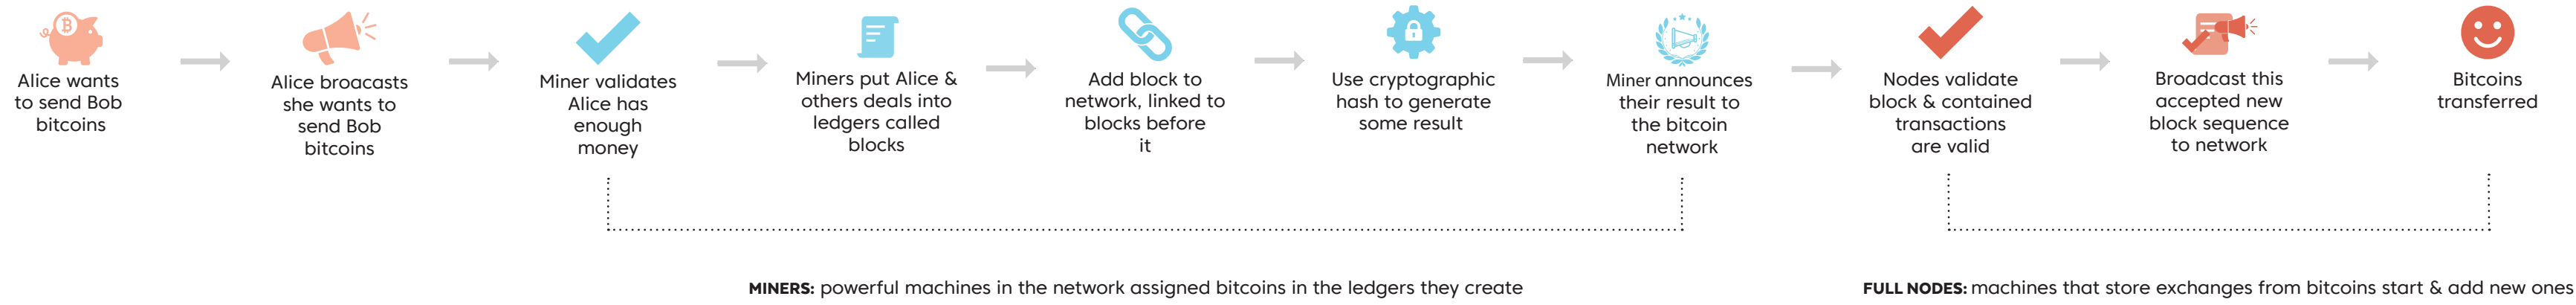 Alice wants
to send Bob
bitcoins
Alice broacasts
she wants to
send Bob
bitcoins
Miner validates
Alice has
enough
money
Miners put Alice &
others deals into
ledgers called
blocks
Add block to
network, linked to
blocks before
it
Use cryptographic
hash to generate
some result
Miner announces
their result to
the bitcoin
network
Nodes validate
block & contained
transactions
are valid
Broadcast this
accepted new
block sequence
to network
Bitcoins
transferred
MINERS: powerful machines in the network assigned bitcoins in the ledgers they create
FULL NODES: machines that store exchanges from bitcoins start & add new ones